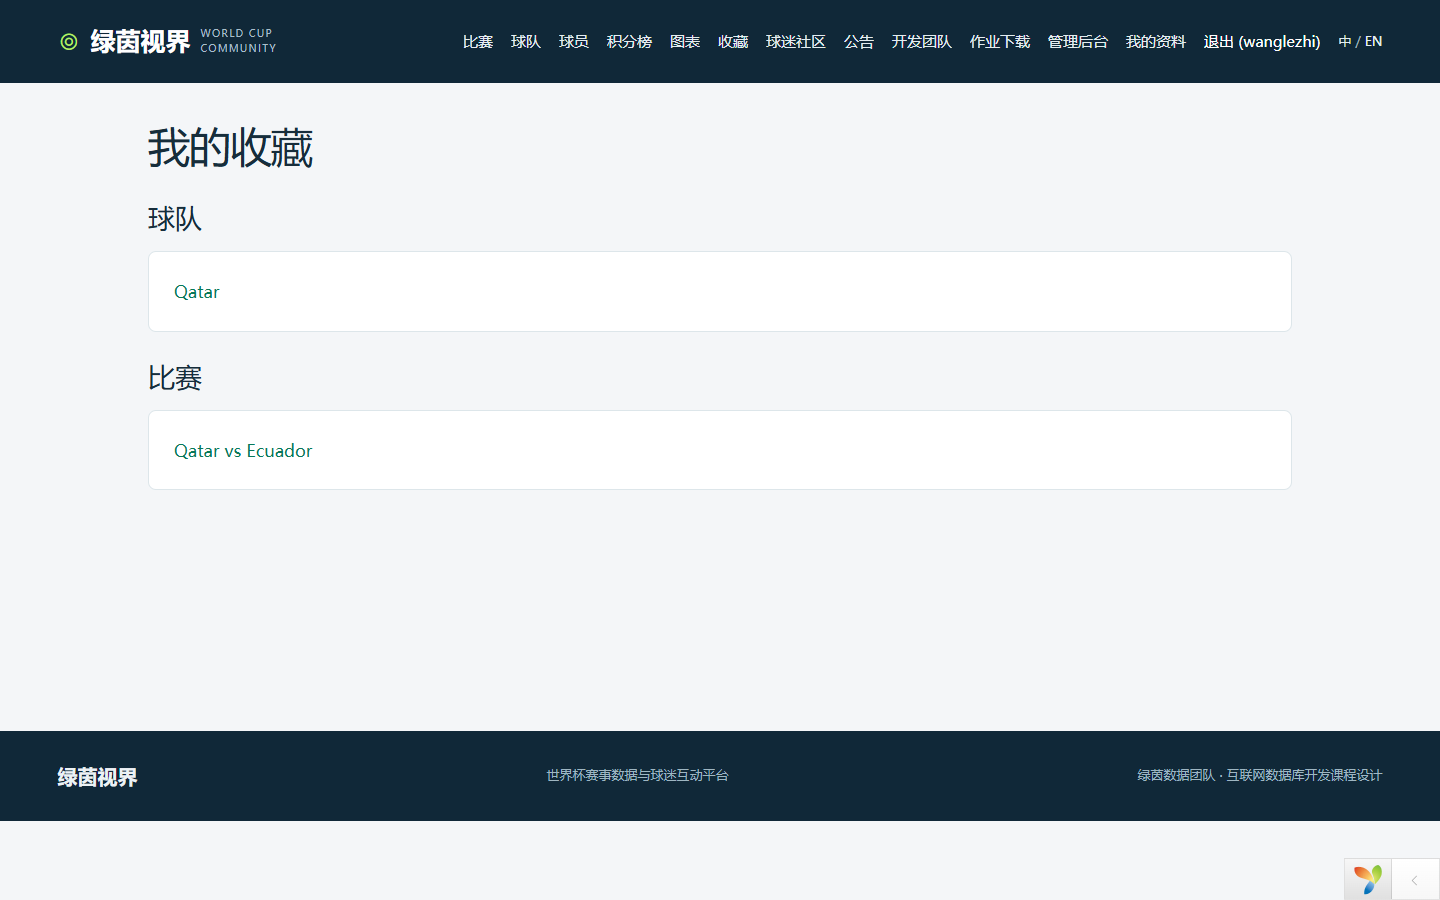 绿茵视界
WORLD CUP
COMMUNITY
比赛 球队 球员 积分榜 图表 收藏 球迷社区 公告 开发团队 作业下载 管理后台 我的资料 退出 (wanglezhi) 中 / EN
我的收藏
球队
Qatar
比赛
Qatar vs Ecuador
绿茵视界
世界杯赛事数据与球迷互动平台
绿茵数据团队 · 互联网数据库开发课程设计